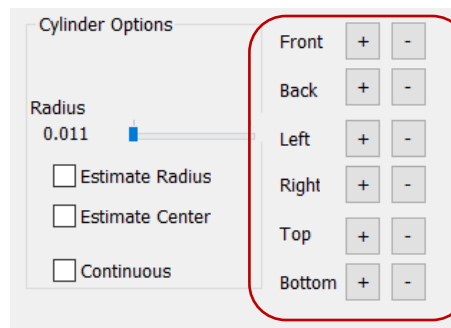 Cylinder Options
Radius
0.011
Estimate Radius
Estimate Center
Continuous
Front + -
Back + -
Left + -
Right + -
Top + -
Bottom + -